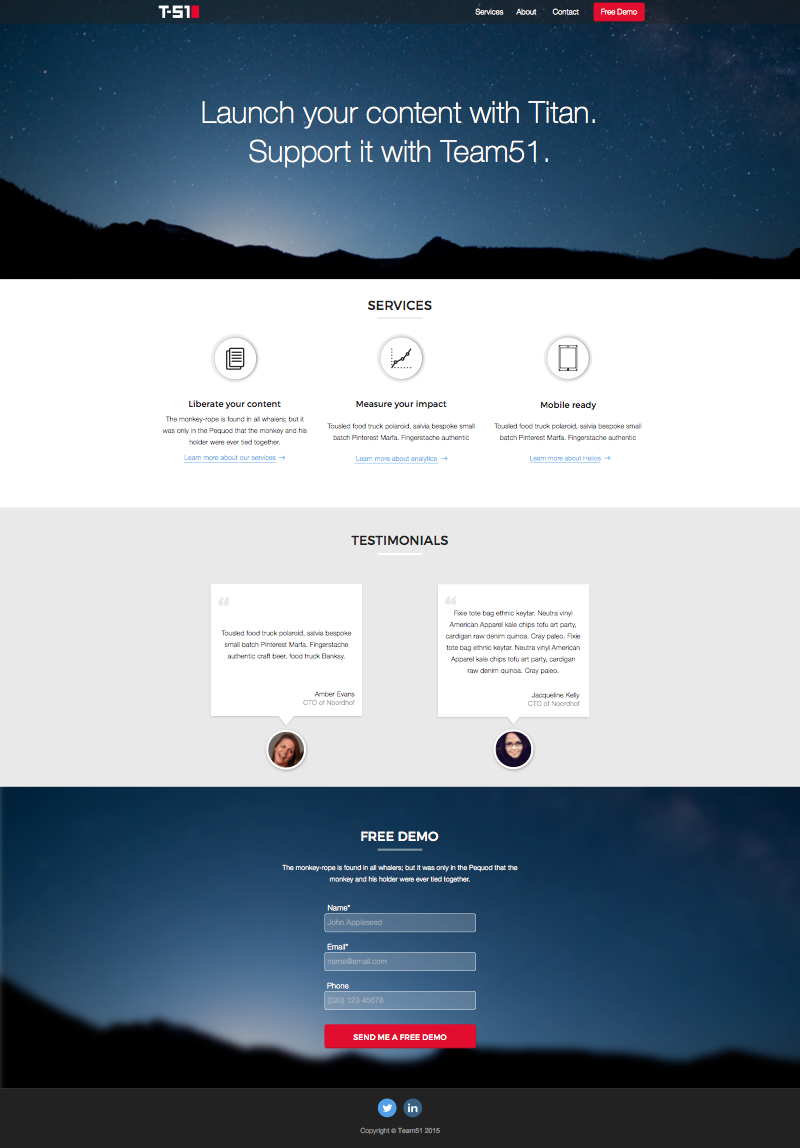 T-51
Services About Contact Free Demo
Launch your content with Titan.
Support it with Team51.
SERVICES
Liberate your content
The monkey-rope is found in all whalers; but it
was only in the Pequod that the monkey and his
holder were ever tied together.
Learn more about our services →
Measure your impact
Tousled food truck polaroid, salvia bespoke small
batch Pinterest Marfa. Fingerstache authentic
Learn more about analytics →
Mobile ready
Tousled food truck polaroid, salvia bespoke small
batch Pinterest Marfa. Fingerstache authentic
Learn more about Helios →
TESTIMONIALS
“
Tousled food truck polaroid, salvia bespoke
small batch Pinterest Marfa. Fingerstache
authentic craft beer, food truck Banksy.
Amber Evans
CTO of Noordhof
“
Fixie tote bag ethnic keytar. Neutra vinyl
American Apparel kale chips tofu art party,
cardigan raw denim quinoa. Cray paleo. Fixie
tote bag ethnic keytar. Neutra vinyl American
Apparel kale chips tofu art party, cardigan
raw denim quinoa. Cray paleo.
Jacqueline Kelly
CTO of Noordhof
FREE DEMO
The monkey-rope is found in all whalers; but it was only in the Pequod that the
monkey and his holder were ever tied together.
Name*
John Appleseed
Email*
name@email.com
Phone
(020) 123 45678
SEND ME A FREE DEMO
in
Copyright © Team51 2015